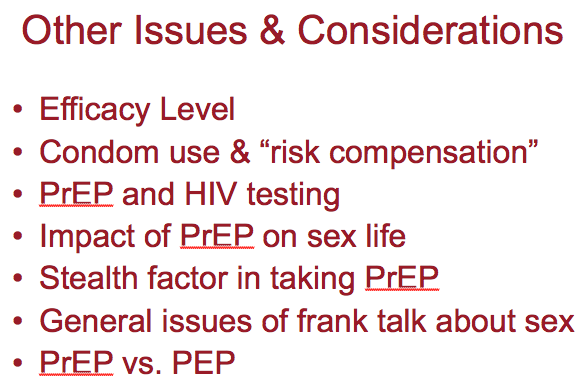 Other Issues & Considerations
• Efficacy Level
• Condom use & “risk compensation”
• PrEP and HIV testing
• Impact of PrEP on sex life
• Stealth factor in taking PrEP
• General issues of frank talk about sex
• PrEP vs. PEP